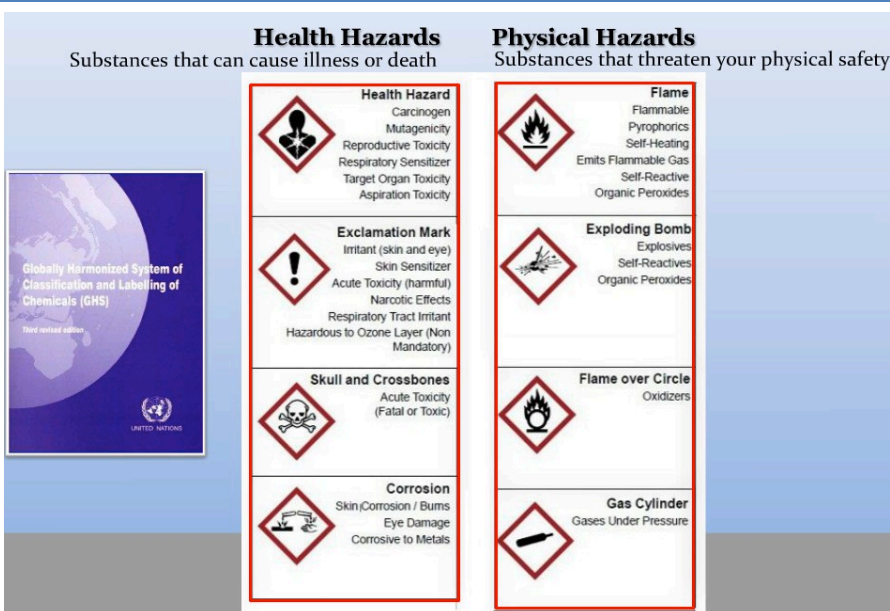 Health Hazards
Substances that can cause illness or death
Physical Hazards
Substances that threaten your physical safety
Globally Harmonized System of
Classification and Labelling of
Chemicals (GHS)
Third revised edition
UNITED NATIONS
Health Hazard
Carcinogen
Mutagenicity
Reproductive Toxicity
Respiratory Sensitizer
Target Organ Toxicity
Aspiration Toxicity
Exclamation Mark
Irritant (skin and eye)
Skin Sensitizer
Acute Toxicity (harmful)
Narcotic Effects
Respiratory Tract Irritant
Hazardous to Ozone Layer (Non
Mandatory)
Skull and Crossbones
Acute Toxicity
(Fatal or Toxic)
Corrosion
Skin Corrosion / Burns
Eye Damage
Corrosive to Metals
Flame
Flammable
Pyrophorics
Self-Heating
Emits Flammable Gas
Self-Reactive
Organic Peroxides
Exploding Bomb
Explosives
Self-Reactives
Organic Peroxides
Flame over Circle
Oxidizers
Gas Cylinder
Gases Under Pressure